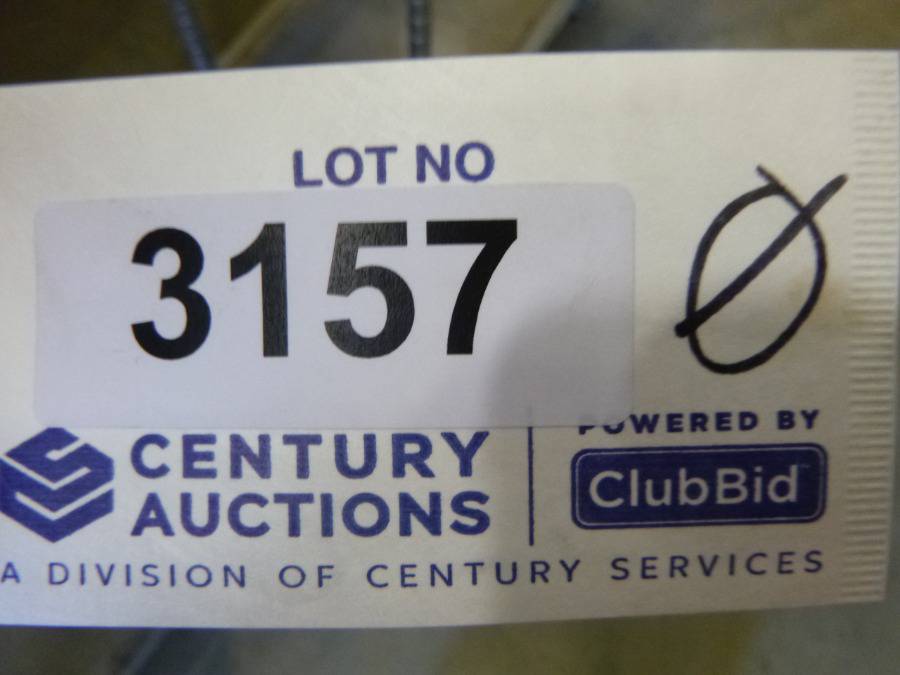 LOT NO
3157 Ø
CENTURY
AUCTIONS
POWERED BY
ClubBid
A DIVISION OF CENTURY SERVICES